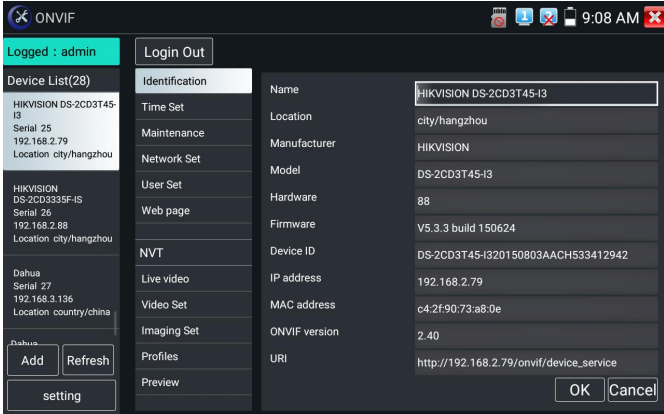 ONVIF
1
9:08 AM
Logged : admin
Login Out
Device List(28)
HIKVISION DS-2CD3T45-
I3
Serial 25
192.168.2.79
Location city/hangzhou
HIKVISION
DS-2CD3335F-IS
Serial 26
192.168.2.88
Location city/hangzhou
Dahua
Serial 27
192.168.3.136
Location country/china
Dahua
Add
Refresh
setting
Identification
Time Set
Maintenance
Network Set
User Set
Web page
NVT
Live video
Video Set
Imaging Set
Profiles
Preview
Name
HIKVISION DS-2CD3T45-I3
Location
city/hangzhou
Manufacturer
HIKVISION
Model
DS-2CD3T45-I3
Hardware
88
Firmware
V5.3.3 build 150624
Device ID
DS-2CD3T45-I320150803AACH533412942
IP address
192.168.2.79
MAC address
c4:2f:90:73:a8:0e
ONVIF version
2.40
URI
http://192.168.2.79/onvif/device_service
OK
Cancel